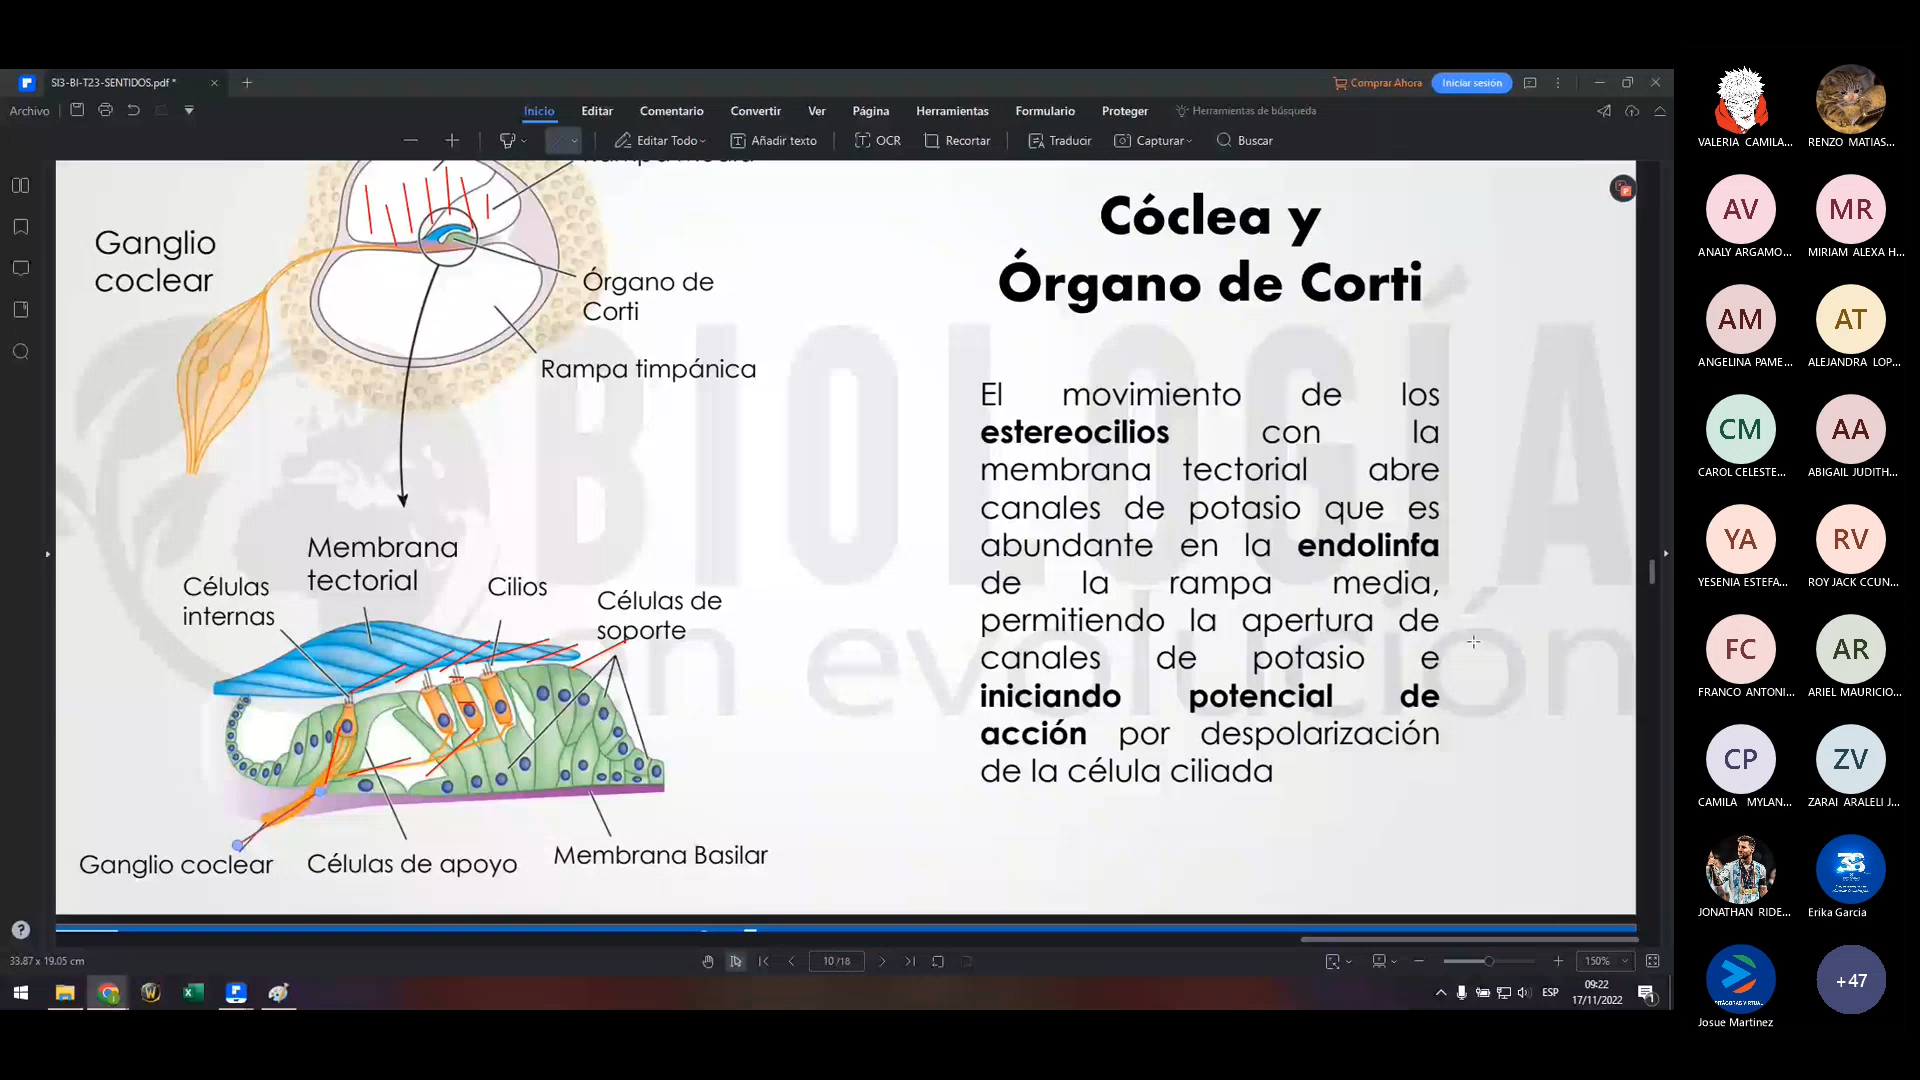 SI3-BI-T23-SENTIDOS.pdf *
Comprar Ahora
Iniciar sesión
Archivo
Inicio
Editar
Comentario
Convertir
Ver
Página
Herramientas
Formulario
Proteger
Herramientas de búsqueda
Editar Todo
Añadir texto
OCR
Recortar
Traducir
Capturar
Buscar
Ganglio
coclear
Órgano de
Corti
Rampa timpánica
Membrana
tectorial
Células
internas
Cilios
Células de
soporte
Ganglio coclear
Células de apoyo
Membrana Basilar
BIOLOGÍA
en evolución
Cóclea y
Órgano de Corti
El movimiento de los
estereocilios con la
membrana tectorial abre
canales de potasio que es
abundante en la endolinfa
de la rampa media,
permitiendo la apertura de
canales de potasio e
iniciando potencial de
acción por despolarización
de la célula ciliada
33.87 x 19.05 cm
10 /18
150%
ESP
09:22
17/11/2022
1
VALERIA CAMILA...
RENZO MATIAS...
AV
ANALY ARGAMO...
MR
MIRIAM ALEXA H...
AM
ANGELINA PAME...
AT
ALEJANDRA LOP...
CM
CAROL CELESTE...
AA
ABIGAIL JUDITH...
YA
YESENIA ESTEFA...
RV
ROY JACK CCUN...
FC
FRANCO ANTONI...
AR
ARIEL MAURICIO...
CP
CAMILA MYLAN...
ZV
ZARAI ARALELI J...
JONATHAN RIDE...
38
Erika Garcia
PITÁGORAS VIRTUAL
Josue Martinez
+47